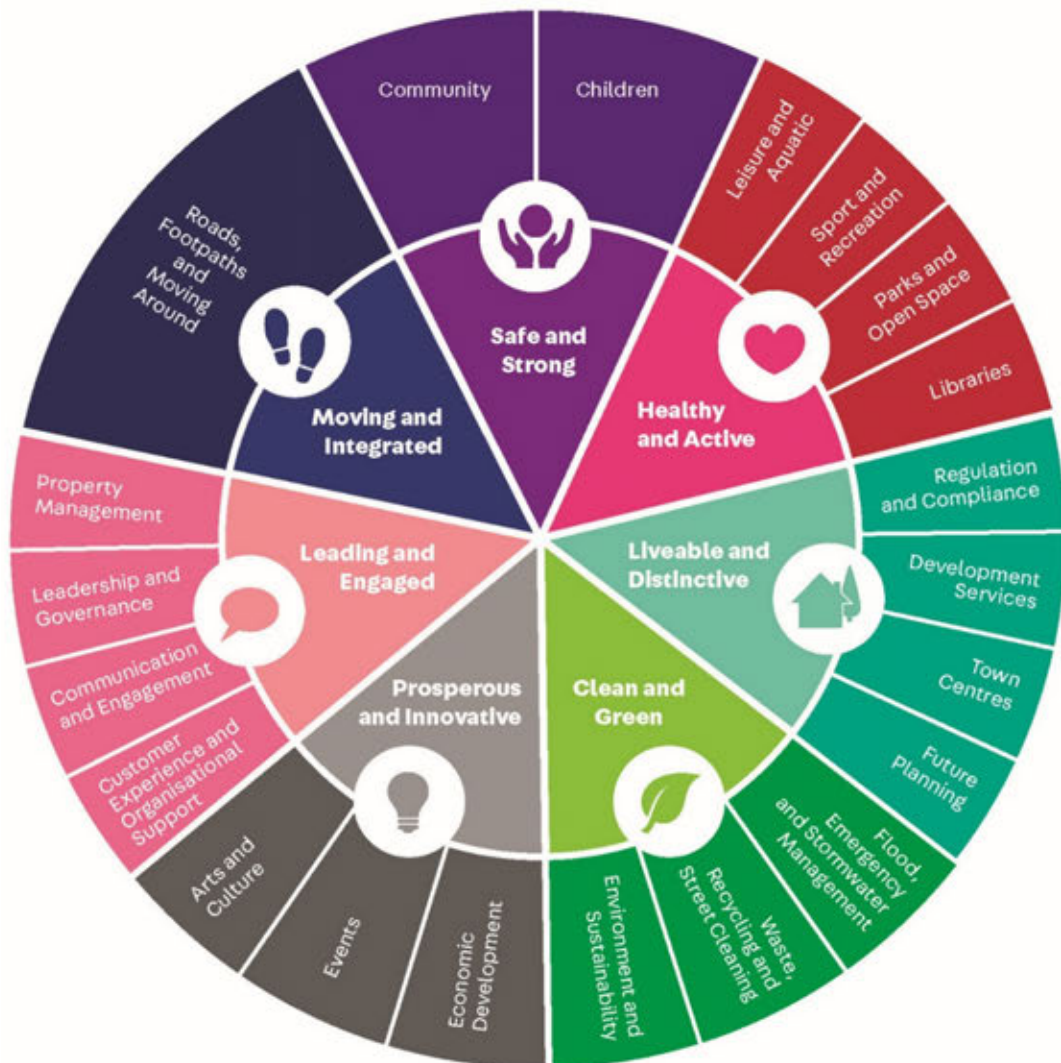 Community
Children
Leisure and
Aquatic
Sport and
Recreation
Parks and
Open Space
Libraries
Roads,
Footpaths
and
Moving
Around
Safe and
Strong
Healthy
and Active
Moving and
Integrated
Regulation
and Compliance
Development
Services
Town
Centres
Future
Planning
Liveable and
Distinctive
Property
Management
Leadership and
Governance
Communication
and Engagement
Customer
Experience and
Organisational
Support
Leading and
Engaged
Prosperous
and Innovative
Clean and
Green
Arts and
Culture
Events
Economic
Development
Environment and
Sustainability
Waste,
Recycling and
Street Cleaning
Flood,
Emergency
and Stormwater
Management